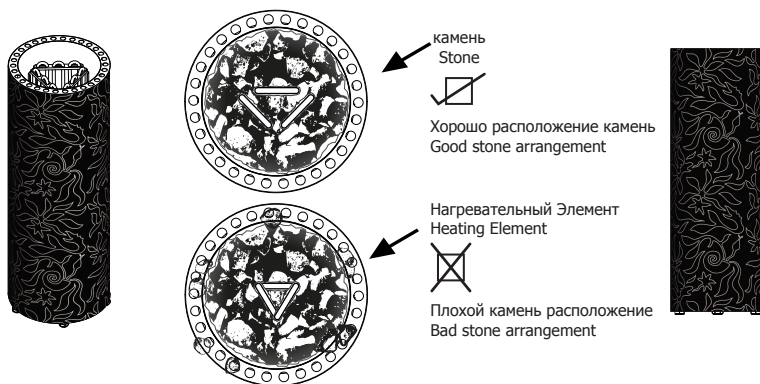 камень
Stone
Хорошо расположение камень
Good stone arrangement
Нагревательный Элемент
Heating Element
Плохой камень расположение
Bad stone arrangement